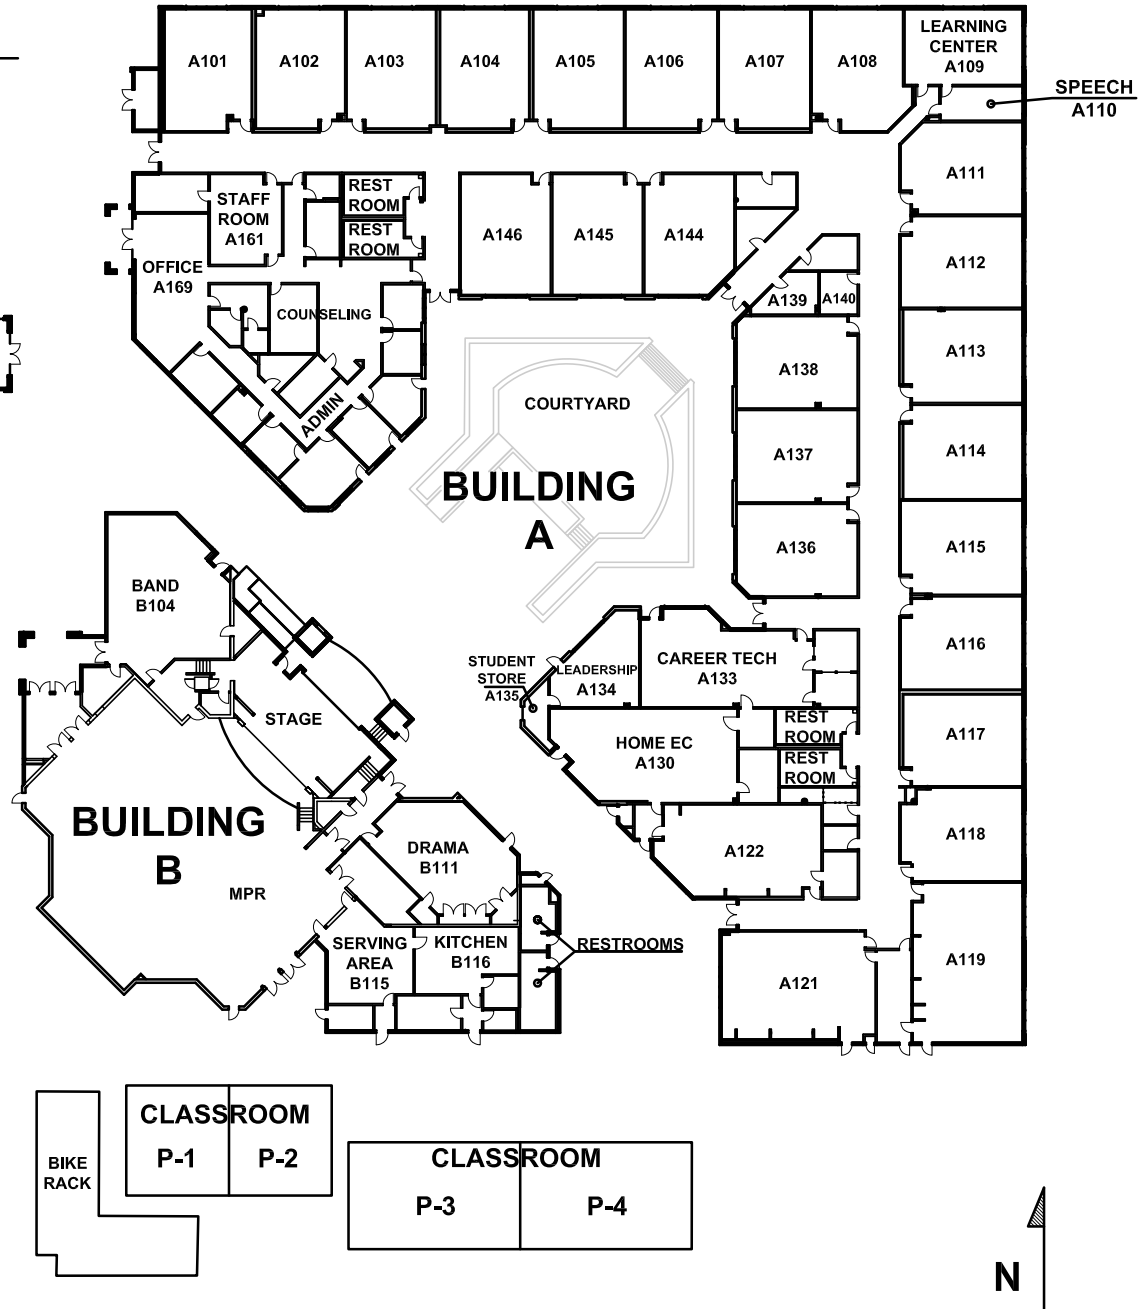 A101
A102
A103
A104
A105
A106
A107
A108
LEARNING
CENTER
A109
SPEECH
A110
A111
STAFF
ROOM
A161
REST
ROOM
REST
ROOM
A146
A145
A144
A112
OFFICE
A169
COUNSELING
A139
A140
A113
A138
ADMIN
COURTYARD
A137
A114
BUILDING
A
A136
A115
BAND
B104
STUDENT
STORE
A135
LEADERSHIP
A134
CAREER TECH
A133
A116
STAGE
HOME EC
A130
REST
ROOM
REST
ROOM
A117
BUILDING
B
MPR
DRAMA
B111
A122
A118
SERVING
AREA
B115
KITCHEN
B116
RESTROOMS
A121
A119
BIKE
RACK
CLASSROOM
P-1
P-2
CLASSROOM
P-3
P-4
N